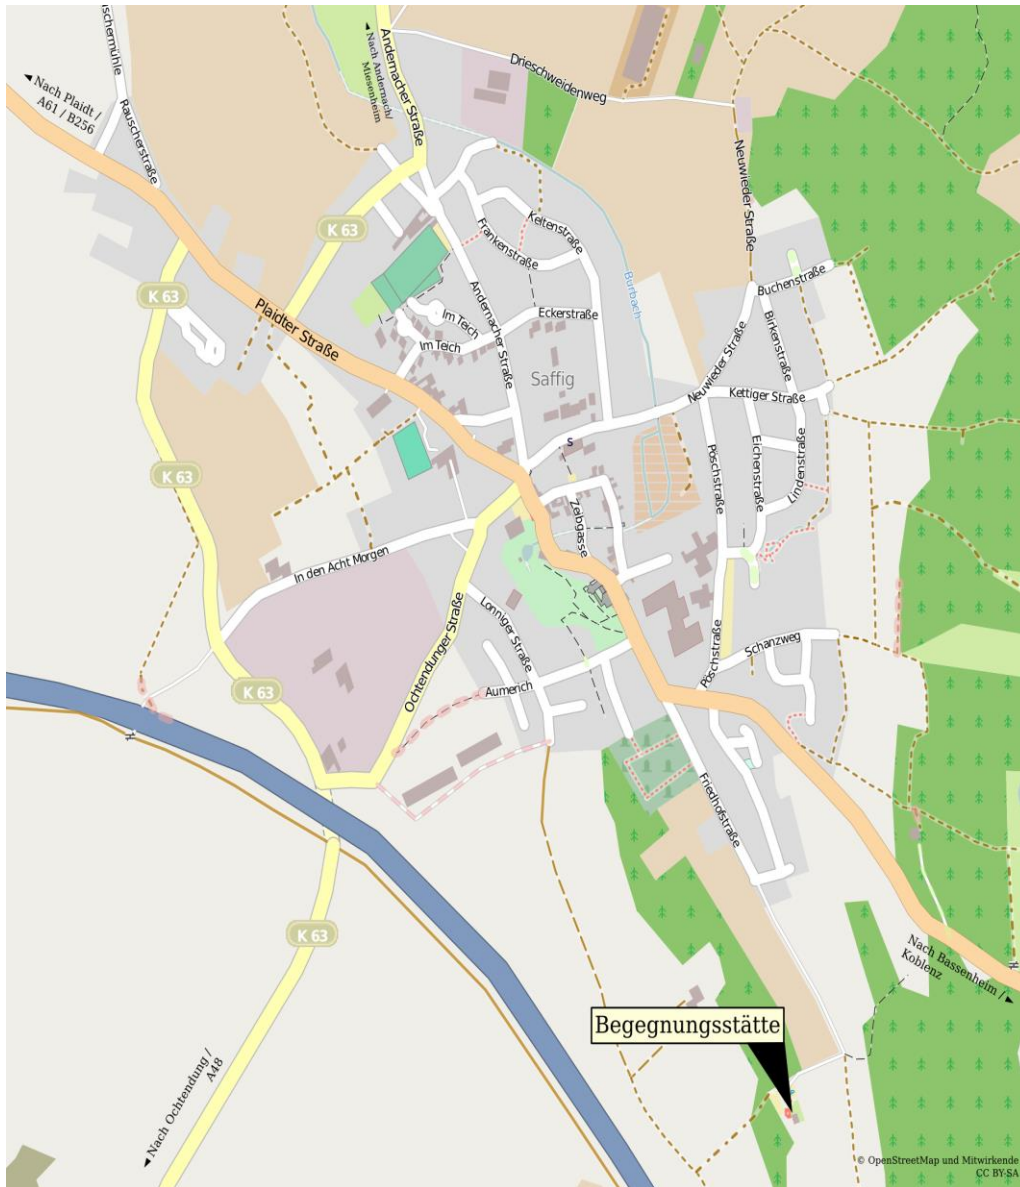 schermühle
Rauscherstraße
◄ Nach Plaidt /
A61 / B256
◄ Nach Andernach/
Miesenheim
Andernacher Straße
Drieschweidenweg
Neuwieder Straße
K 63
K 63
Keltenstraße
Frankenstraße
Burbach
Buchenstraße
Plaidter Straße
Im Teich
Im Teich
Eckerstraße
Andernacher Straße
Birkenstraße
Neuwieder Straße
Saffig
Kettiger Straße
S
K 63
Pöschstraße
Eichenstraße
Lindenstraße
Zeibgasse
In den Acht Morgen
Lonniger Straße
Ochtendunger Straße
Schanzweg
Pöschstraße
K 63
Aumerich
Friedhofstraße
K 63
Nach Bassenheim /
Koblenz ►
Begegnungsstätte
◄ Nach Ochtendung /
A48
© OpenStreetMap und Mitwirkende
CC BY-SA